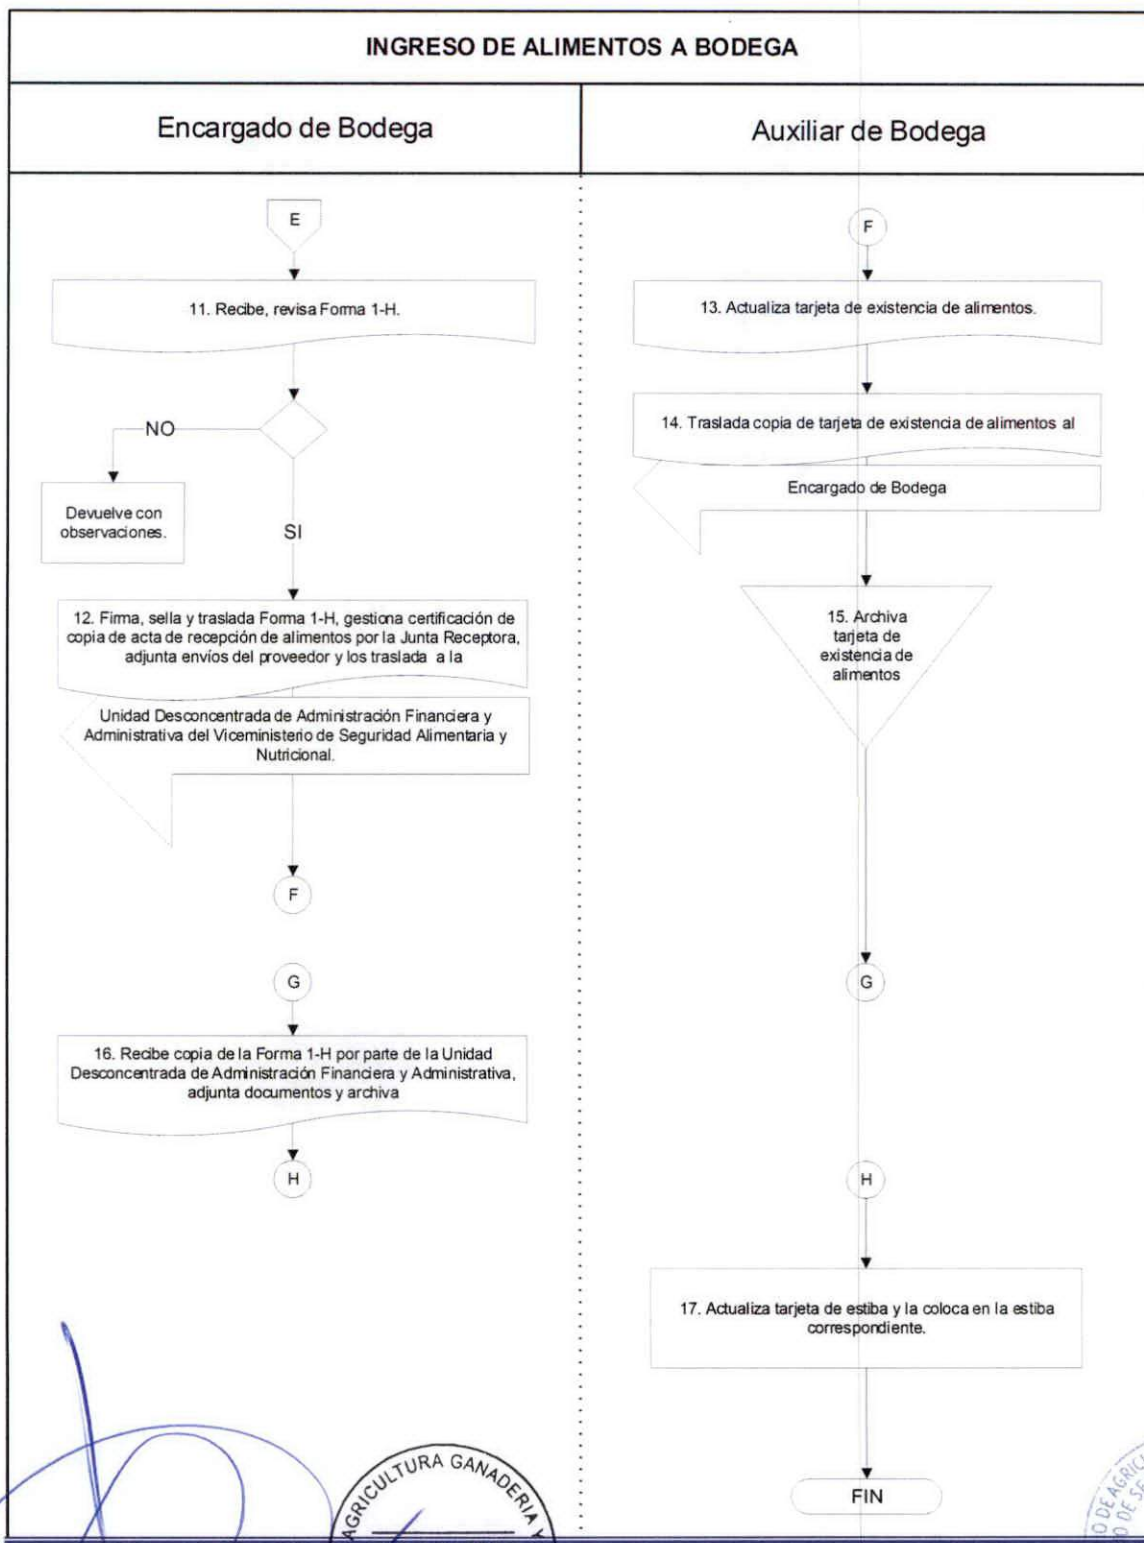 INGRESO DE ALIMENTOS A BODEGA
Encargado de Bodega
Auxiliar de Bodega
E
11. Recibe, revisa Forma 1-H.
NO
Devuelve con
observaciones.
SI
12. Firma, sella y traslada Forma 1-H, gestiona certificación de
copia de acta de recepción de alimentos por la Junta Receptora,
adjunta envíos del proveedor y los traslada a la
Unidad Desconcentrada de Administración Financiera y
Administrativa del Viceministerio de Seguridad Alimentaria y
Nutricional.
F
G
16. Recibe copia de la Forma 1-H por parte de la Unidad
Desconcentrada de Administración Financiera y Administrativa,
adjunta documentos y archiva
H
F
13. Actualiza tarjeta de existencia de alimentos.
14. Traslada copia de tarjeta de existencia de alimentos al
Encargado de Bodega
15. Archiva
tarjeta de
existencia de
alimentos
G
H
17. Actualiza tarjeta de estiba y la coloca en la estiba
correspondiente.
FIN
AGRICULTURA GANADERIA Y